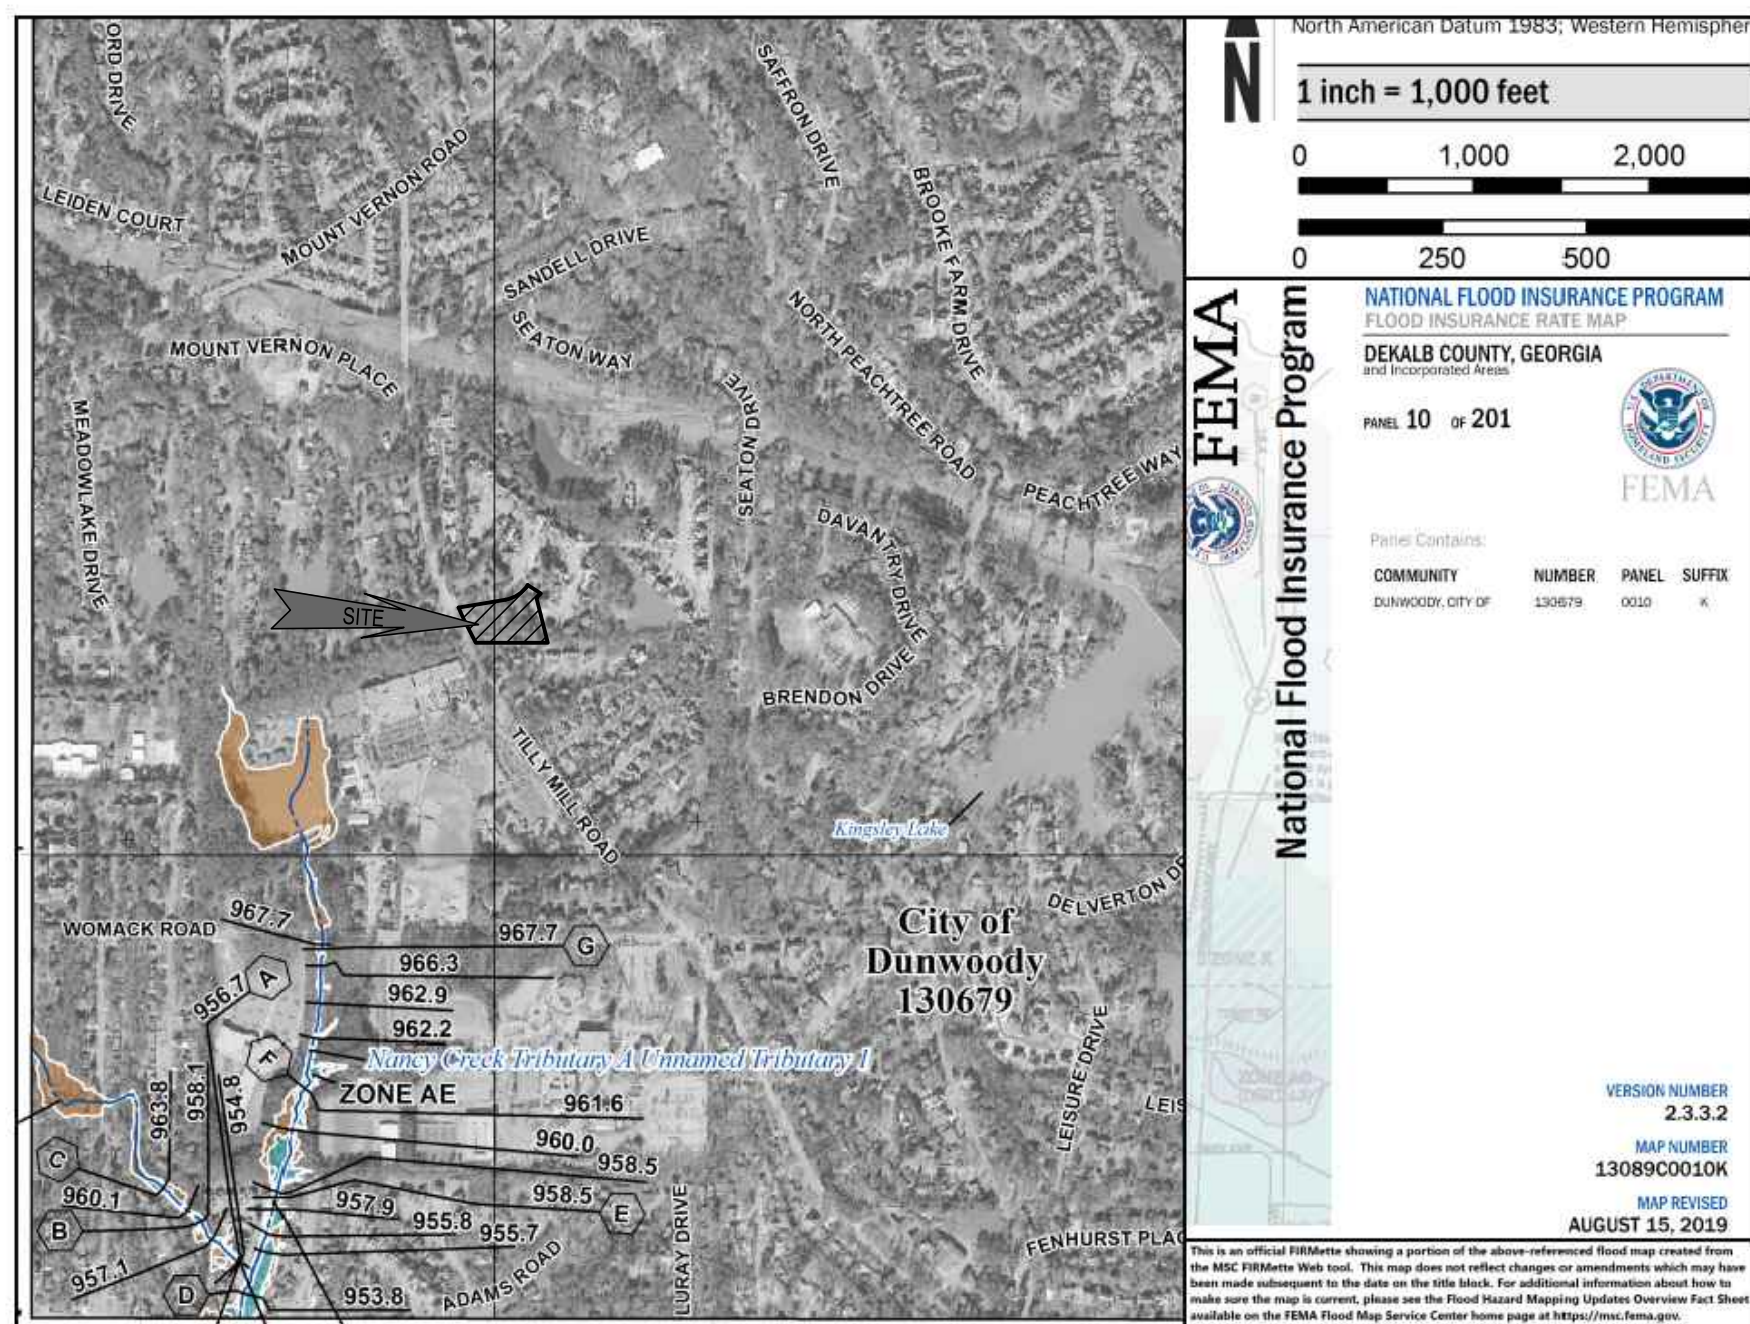 ORD DRIVE
LEIDEN COURT
MOUNT VERNON ROAD
SAFFRON DRIVE
BROOKE FARM DRIVE
SANDELL DRIVE
SEATON WAY
NORTH PEACHTREE ROAD
MOUNT VERNON PLACE
MEADOWLAKE DRIVE
SEATON DRIVE
PEACHTREE WAY
DAVANTRY DRIVE
SITE
BRENDON DRIVE
TILLY MILL ROAD
Kingsley Lake
DELVERTON DR
WOMACK ROAD
967.7
967.7
G
966.3
City of
Dunwoody
130679
956.7
A
962.9
962.2
F
Nancy Creek Tributary A Unnamed Tributary 1
ZONE AE
961.6
LEISURE DRIVE
LEIS
963.8
958.1
954.8
960.0
958.5
C
960.1
957.9
958.5
E
B
955.8
955.7
957.1
D
953.8
ADAMS ROAD
LURAY DRIVE
FENHURST PLAC
North American Datum 1983; Western Hemispher
N
1 inch = 1,000 feet
0 1,000 2,000
0 250 500
FEMA
National Flood Insurance Program
NATIONAL FLOOD INSURANCE PROGRAM
FLOOD INSURANCE RATE MAP
DEKALB COUNTY, GEORGIA
and Incorporated Areas
PANEL 10 OF 201
U.S. DEPARTMENT OF
HOMELAND SECURITY
FEMA
Panel Contains:
COMMUNITY NUMBER PANEL SUFFIX
DUNWOODY, CITY OF 130679 0010 K
ZONE X
VERSION NUMBER
2.3.3.2
MAP NUMBER
13089C0010K
MAP REVISED
AUGUST 15, 2019
This is an official FIRMette showing a portion of the above-referenced flood map created from
the MSC FIRMette Web tool. This map does not reflect changes or amendments which may have
been made subsequent to the date on the title block. For additional information about how to
make sure the map is current, please see the Flood Hazard Mapping Updates Overview Fact Sheet
available on the FEMA Flood Map Service Center home page at https://msc.fema.gov.